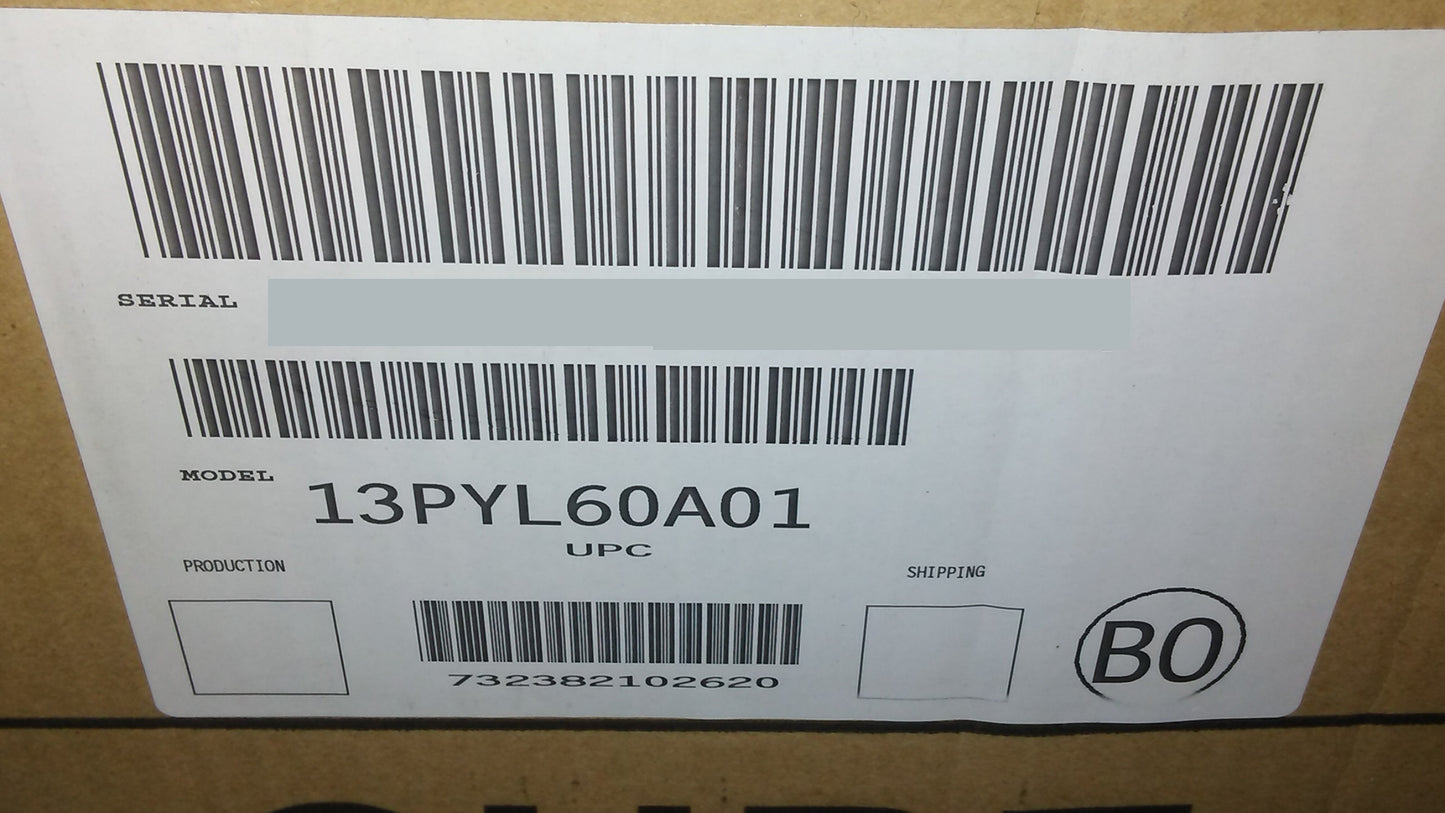 SERIAL
MODEL
13PYL60A01
UPC
PRODUCTION
SHIPPING
BO
732382102620